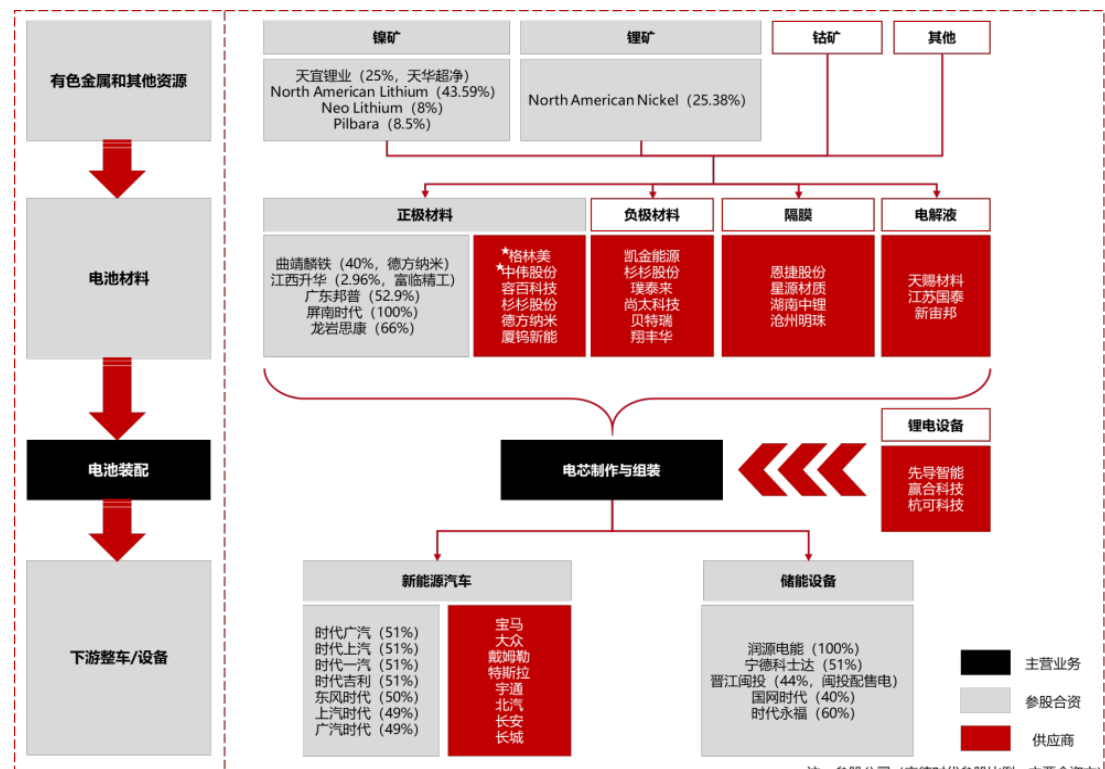 有色金属和其他资源
镍矿
锂矿
钴矿
其他
天宜锂业（25%，天华超净）
North American Lithium（43.59%）
Neo Lithium（8%）
Pilbara（8.5%）
North American Nickel（25.38%）
电池材料
正极材料
负极材料
隔膜
电解液
曲靖麟铁（40%，德方纳米）
江西升华（2.96%，富临精工）
广东邦普（52.9%）
屏南时代（100%）
龙岩思康（66%）
★格林美
★中伟股份
容百科技
杉杉股份
德方纳米
厦钨新能
凯金能源
杉杉股份
璞泰来
尚太科技
贝特瑞
翔丰华
恩捷股份
星源材质
湖南中锂
沧州明珠
天赐材料
江苏国泰
新宙邦
电池装配
电芯制作与组装
锂电设备
先导智能
赢合科技
杭可科技
下游整车/设备
新能源汽车
储能设备
时代广汽（51%）
时代上汽（51%）
时代一汽（51%）
时代吉利（51%）
东风时代（50%）
上汽时代（49%）
广汽时代（49%）
宝马
大众
戴姆勒
特斯拉
宇通
北汽
长安
长城
润源电能（100%）
宁德科士达（51%）
晋江闽投（44%，闽投配售电）
国网时代（40%）
时代永福（60%）
主营业务
参股合资
供应商